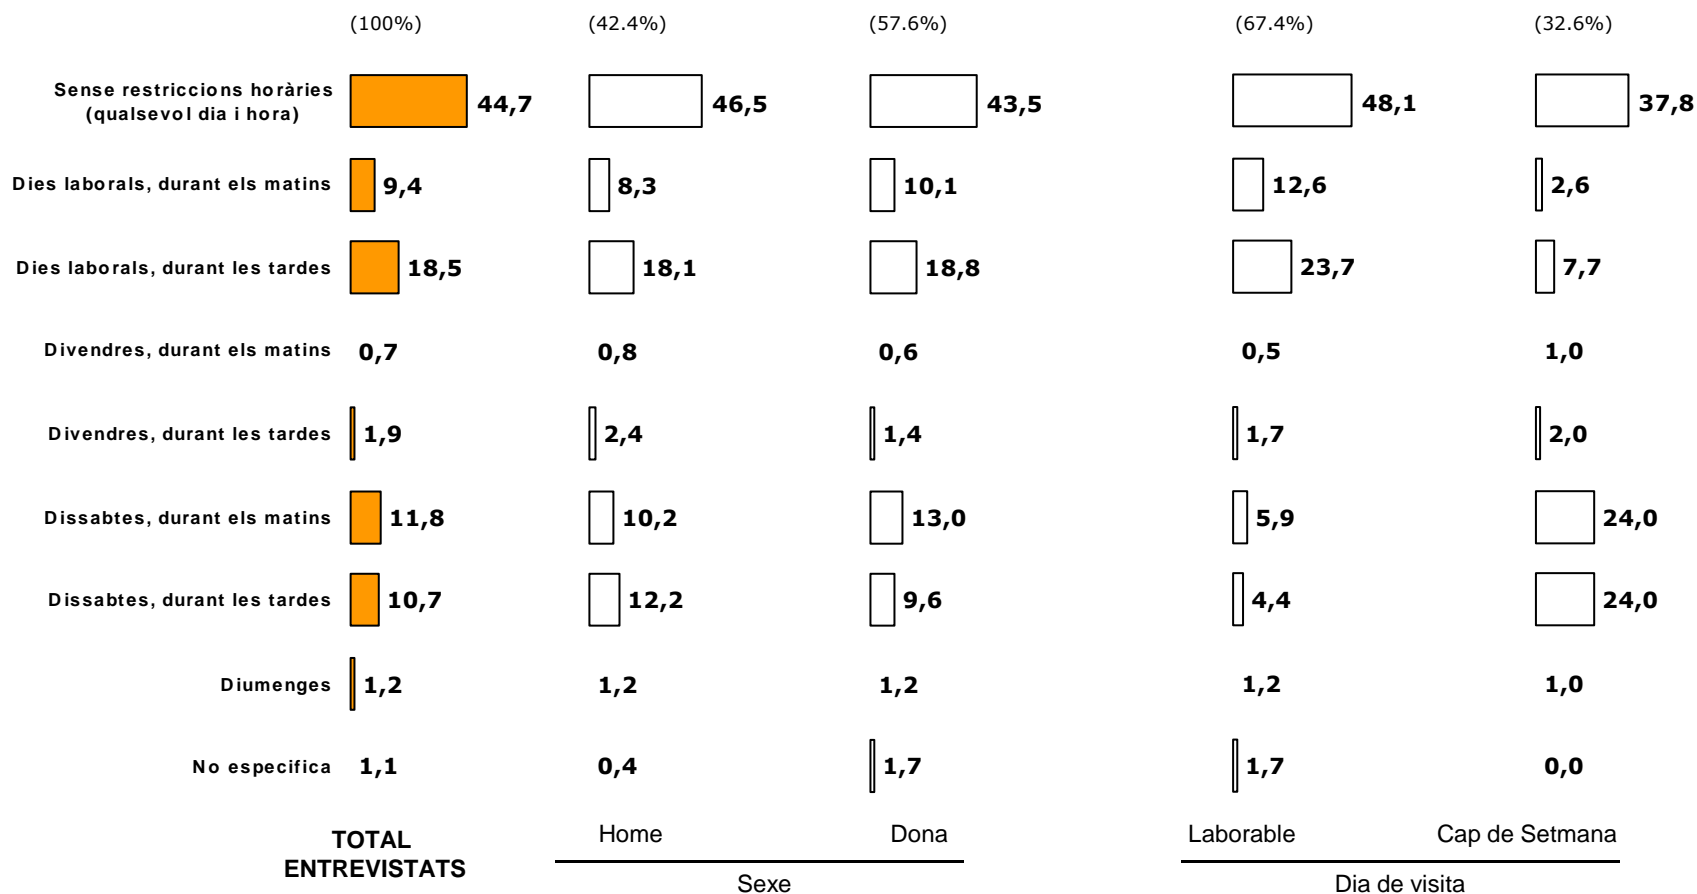 (100%) (42.4%) (57.6%) (67.4%) (32.6%)
Sense restriccions horàries
(qualsevol dia i hora)
44,7 46,5 43,5 48,1 37,8
Dies laborals, durant els matins 9,4 8,3 10,1 12,6 2,6
Dies laborals, durant les tardes 18,5 18,1 18,8 23,7 7,7
Divendres, durant els matins 0,7 0,8 0,6 0,5 1,0
Divendres, durant les tardes 1,9 2,4 1,4 1,7 2,0
Dissabtes, durant els matins 11,8 10,2 13,0 5,9 24,0
Dissabtes, durant les tardes 10,7 12,2 9,6 4,4 24,0
Diumenges 1,2 1,2 1,2 1,2 1,0
No especifica 1,1 0,4 1,7 1,7 0,0
TOTAL
ENTREVISTATS
Home Dona Laborable Cap de Setmana
Sexe Dia de visita